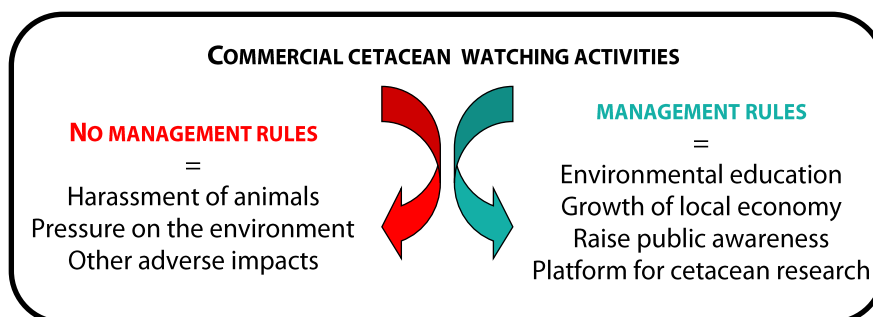 COMMERCIAL CETACEAN WATCHING ACTIVITIES
NO MANAGEMENT RULES
=
Harassment of animals
Pressure on the environment
Other adverse impacts
MANAGEMENT RULES
=
Environmental education
Growth of local economy
Raise public awareness
Platform for cetacean research